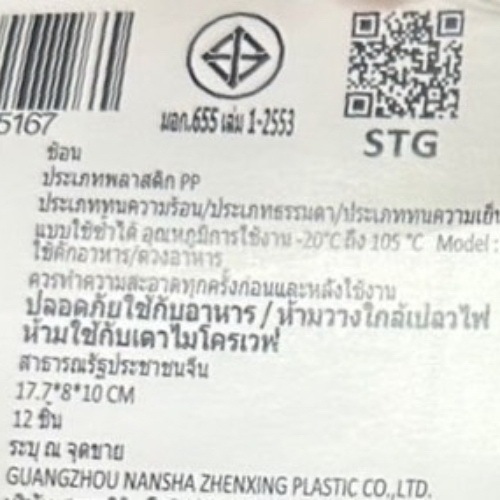 5167
มอก.655 เล่ม 1-2553
STG
ช้อน
ประเภทพลาสติก PP
ประเภททนความร้อน/ประเภทธรรมดา/ประเภททนความเย็น
แบบใช้ซ้ำได้ อุณหภูมิการใช้งาน -20°C ถึง 105 °C Model :
ใช้ตักอาหาร/ตวงอาหาร
ควรทำความสะอาดทุกครั้งก่อนและหลังใช้งาน
ปลอดภัยใช้กับอาหาร / ห้ามวางใกล้เปลวไฟ
ห้ามใช้กับเตาไมโครเวฟ
สาธารณรัฐประชาชนจีน
17.7*8*10 CM
12 ชิ้น
ระบุ ณ จุดขาย
GUANGZHOU NANSHA ZHENXING PLASTIC CO.,LTD.